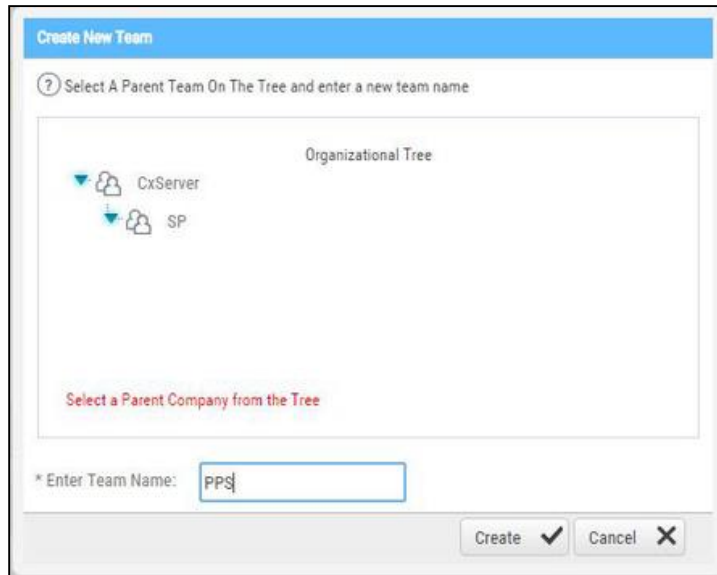 Create New Team
? Select A Parent Team On The Tree and enter a new team name
Organizational Tree
CxServer
SP
Select a Parent Company from the Tree
* Enter Team Name: PPS
Create Cancel